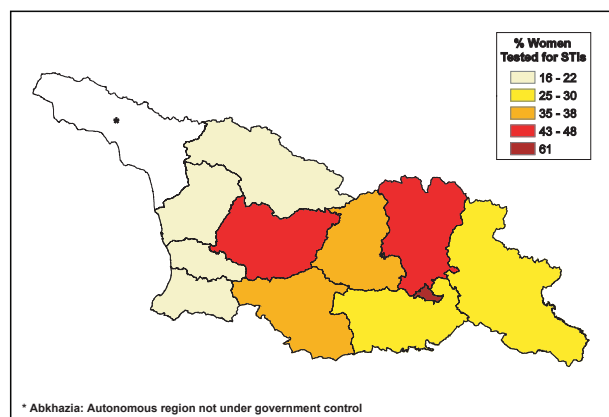 % Women
Tested for STIs
16 - 22
25 - 30
35 - 38
43 - 48
61
*
* Abkhazia: Autonomous region not under government control